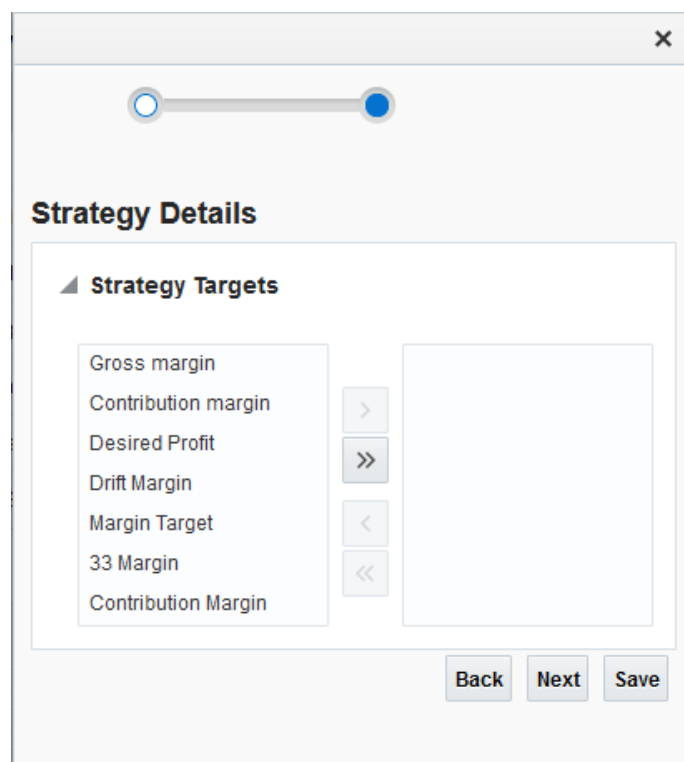 Strategy Details
Strategy Targets
Gross margin
Contribution margin
Desired Profit
Drift Margin
Margin Target
33 Margin
Contribution Margin
Back Next Save